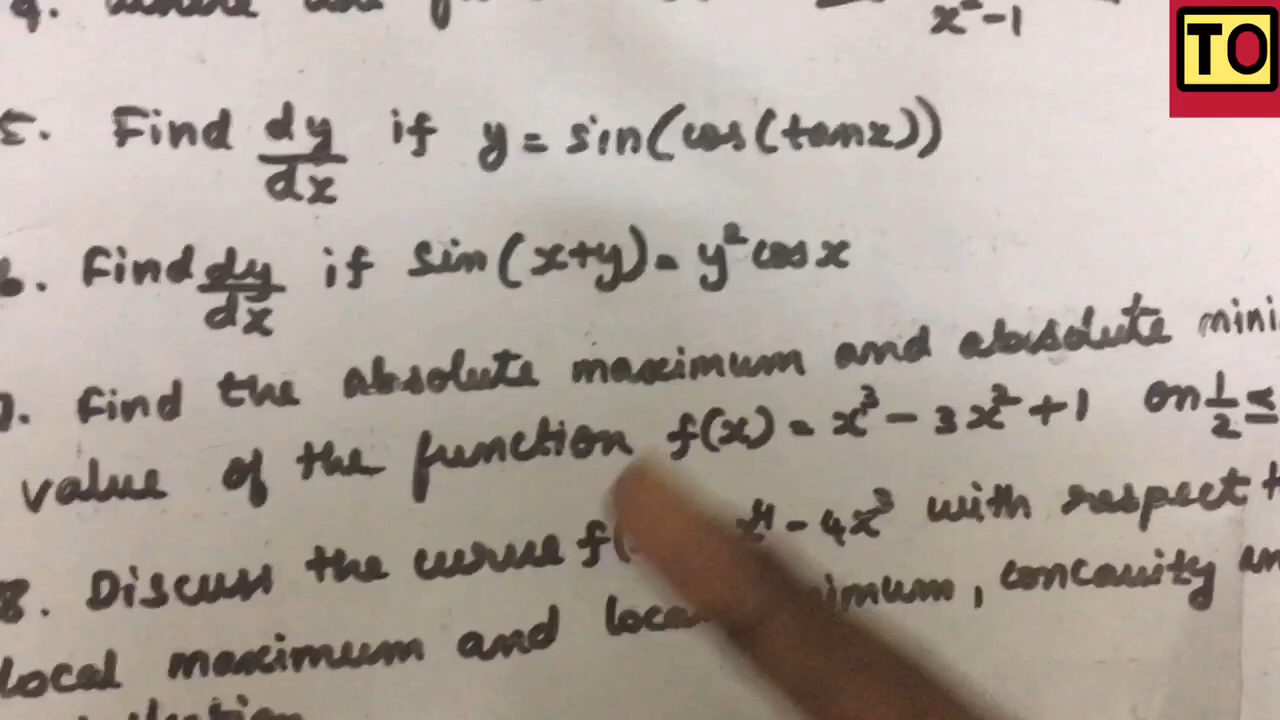 x²-1
TO
5. Find dy/dx if y = sin(cos(tanx))
6. Find dy/dx if sin(x+y) = y² cos x
7. Find the absolute maximum and absolute mini
value of the function f(x) = x³ - 3x² + 1 on 1/2 ≤
8. Discuss the curve f( x⁴ - 4x³ with respect t
local maximum and local nimum, concavity an